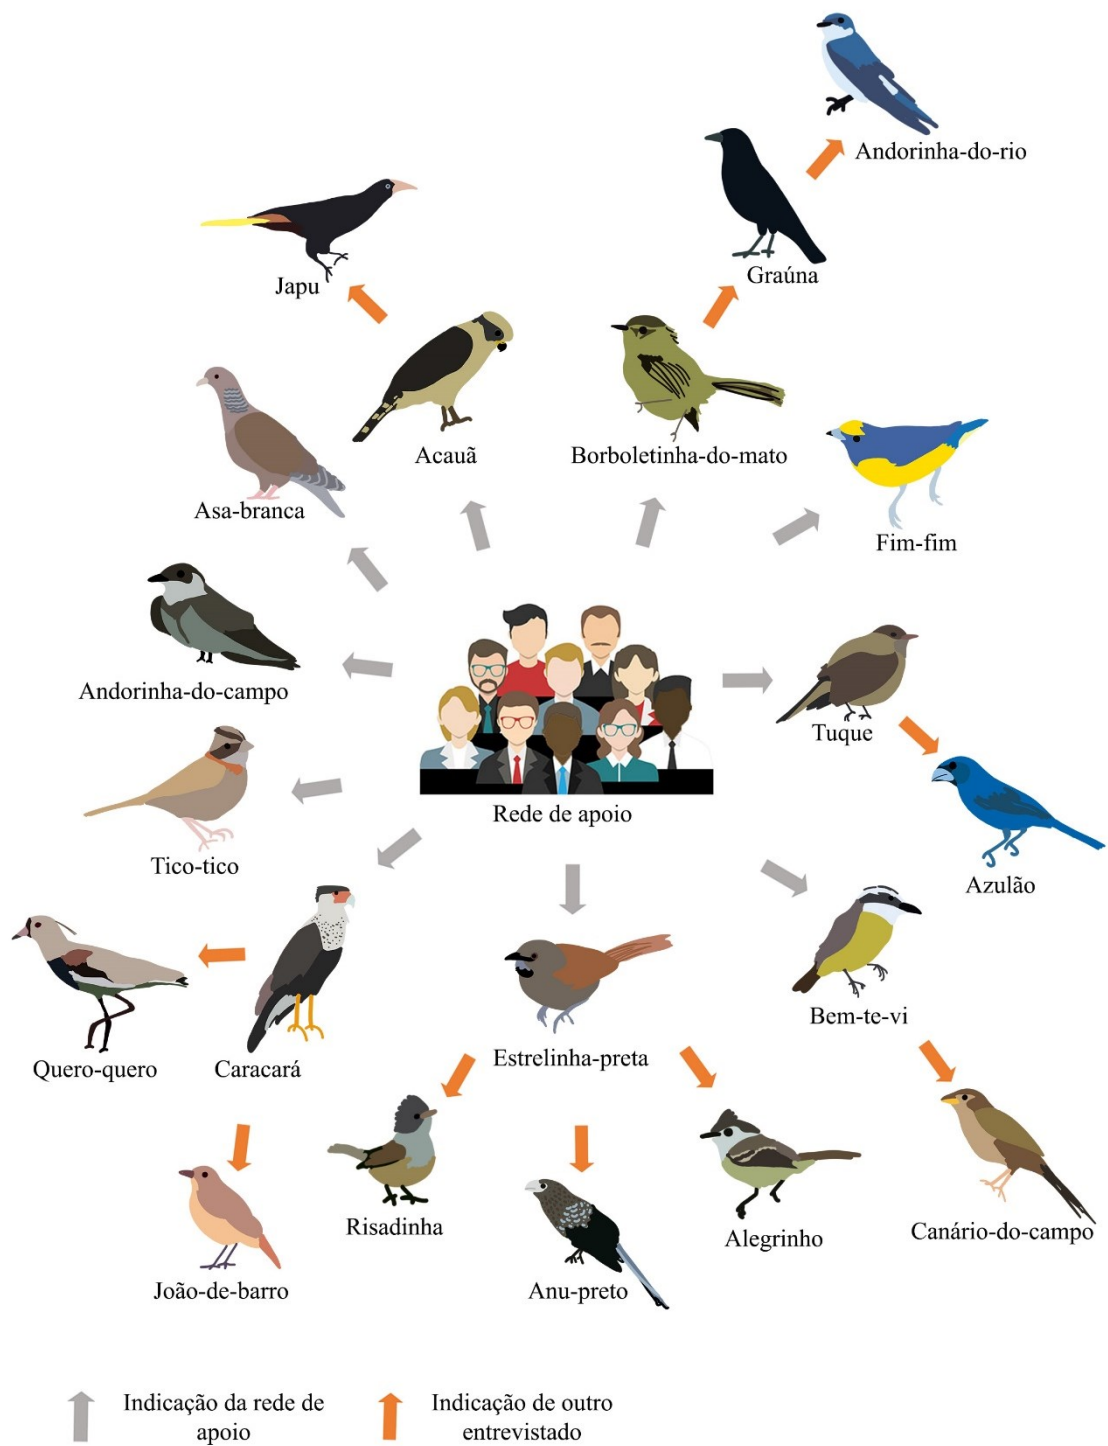 Andorinha-do-rio
Graúna
Japu
Acauã
Borboletinha-do-mato
Asa-branca
Fim-fim
Andorinha-do-campo
Tuque
Rede de apoio
Tico-tico
Azulão
Bem-te-vi
Estrelinha-preta
Quero-quero
Caracará
Risadinha
Alegrinho
Canário-do-campo
João-de-barro
Anu-preto
Indicação da rede de
apoio
Indicação de outro
entrevistado